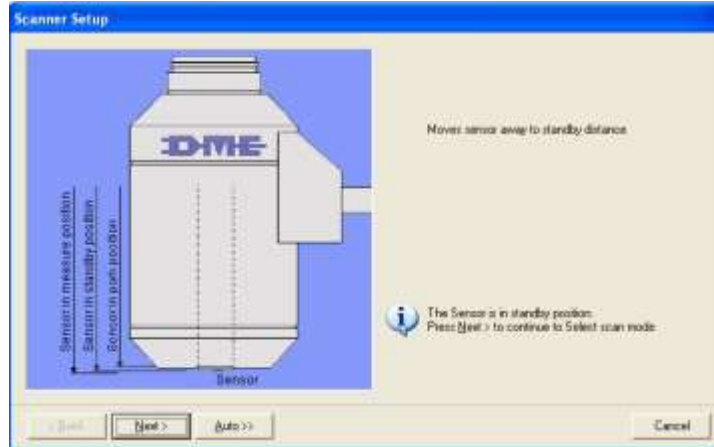 Scanner Setup
DME
Sensor in measure position
Sensor in standby position
Sensor in park position
Sensor
Moves sensor away to standby distance
The Sensor is in standby position.
Press Next > to continue to Select scan mode
< Back
Next >
Auto >>
Cancel